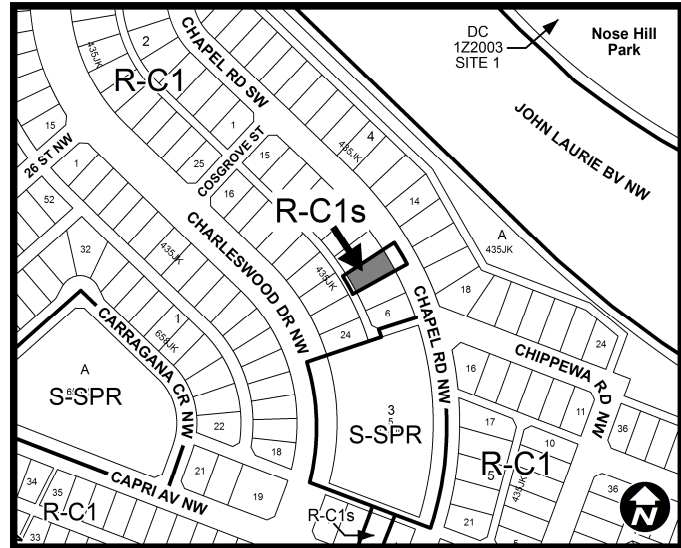 2
435JK
R-C1
CHAPEL RD SW
DC
1Z2003
SITE 1
Nose Hill
Park
JOHN LAURIE BV NW
15
26 ST NW
1
25
COSGROVE ST
1
15
4
435JK
16
14
52
R-C1s
A
435JK
32
435JK
CHARLESWOOD DR NW
435JK
18
6
24
CHAPEL RD NW
CARRAGANA CR NW
1
658JK
24
CHIPPEWA RD NW
16
A
S-SPR
3
S-SPR
11
36
17
10
22
18
R-C1
5
435JK
21
19
CAPRI AV NW
34
35
36
R-C1
R-C1s
21
5
33
N